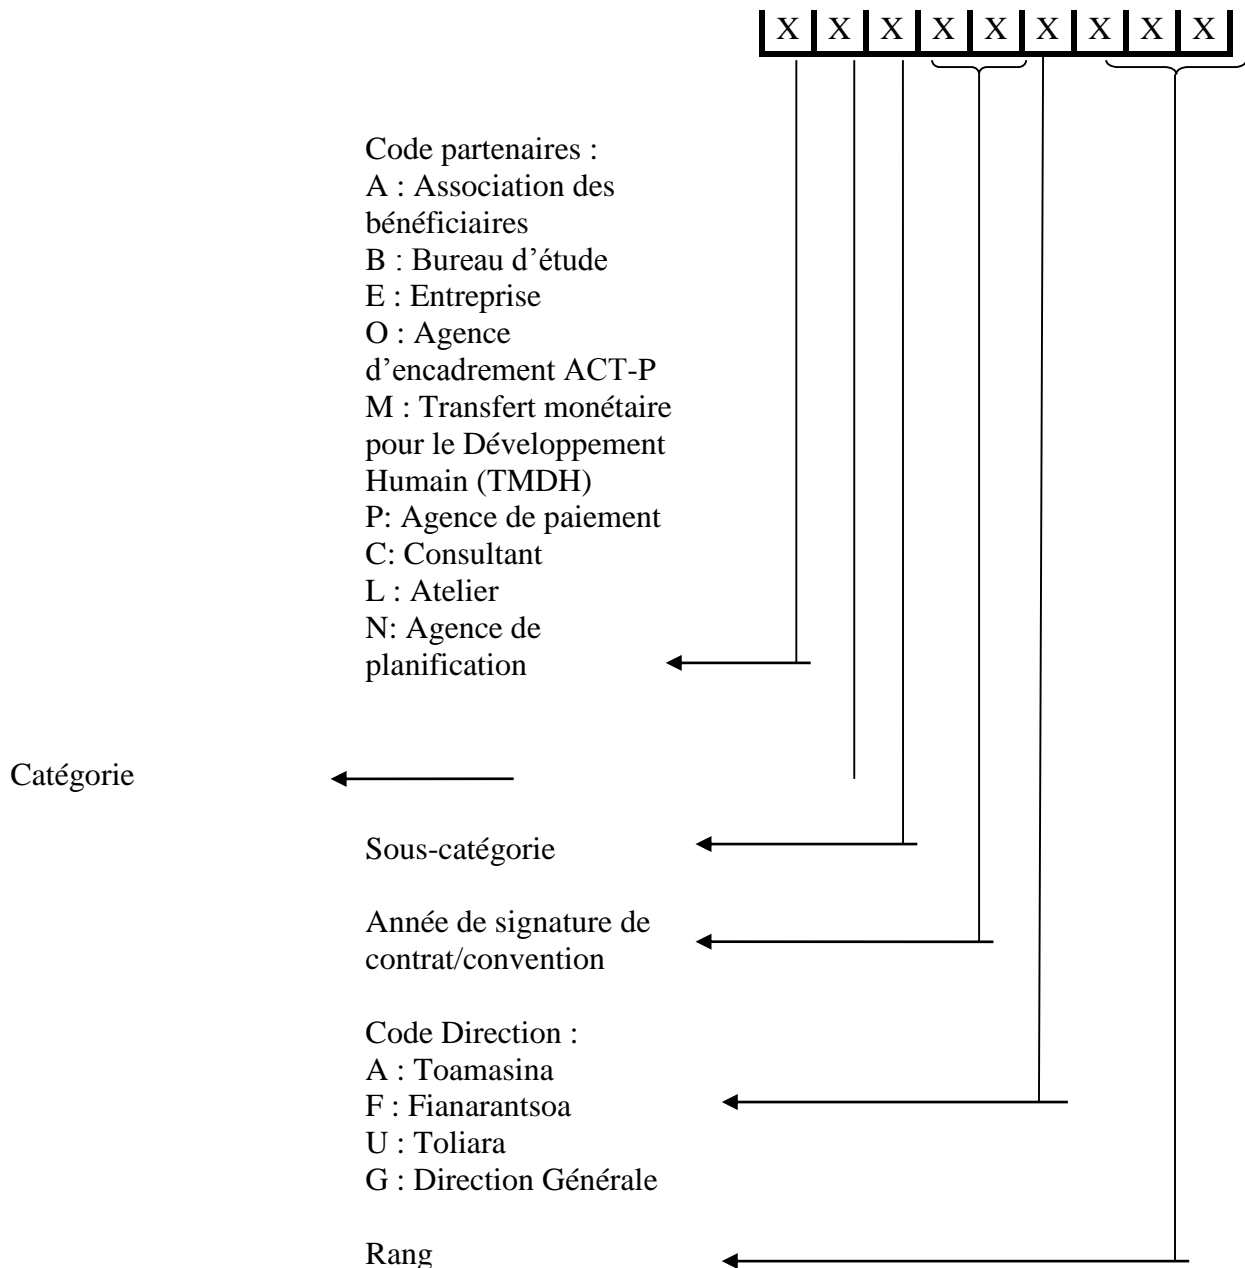 X X X X X X X X X
Code partenaires :
A : Association des
bénéficiaires
B : Bureau d’étude
E : Entreprise
O : Agence
d’encadrement ACT-P
M : Transfert monétaire
pour le Développement
Humain (TMDH)
P: Agence de paiement
C: Consultant
L : Atelier
N: Agence de
planification
Catégorie
Sous-catégorie
Année de signature de
contrat/convention
Code Direction :
A : Toamasina
F : Fianarantsoa
U : Toliara
G : Direction Générale
Rang